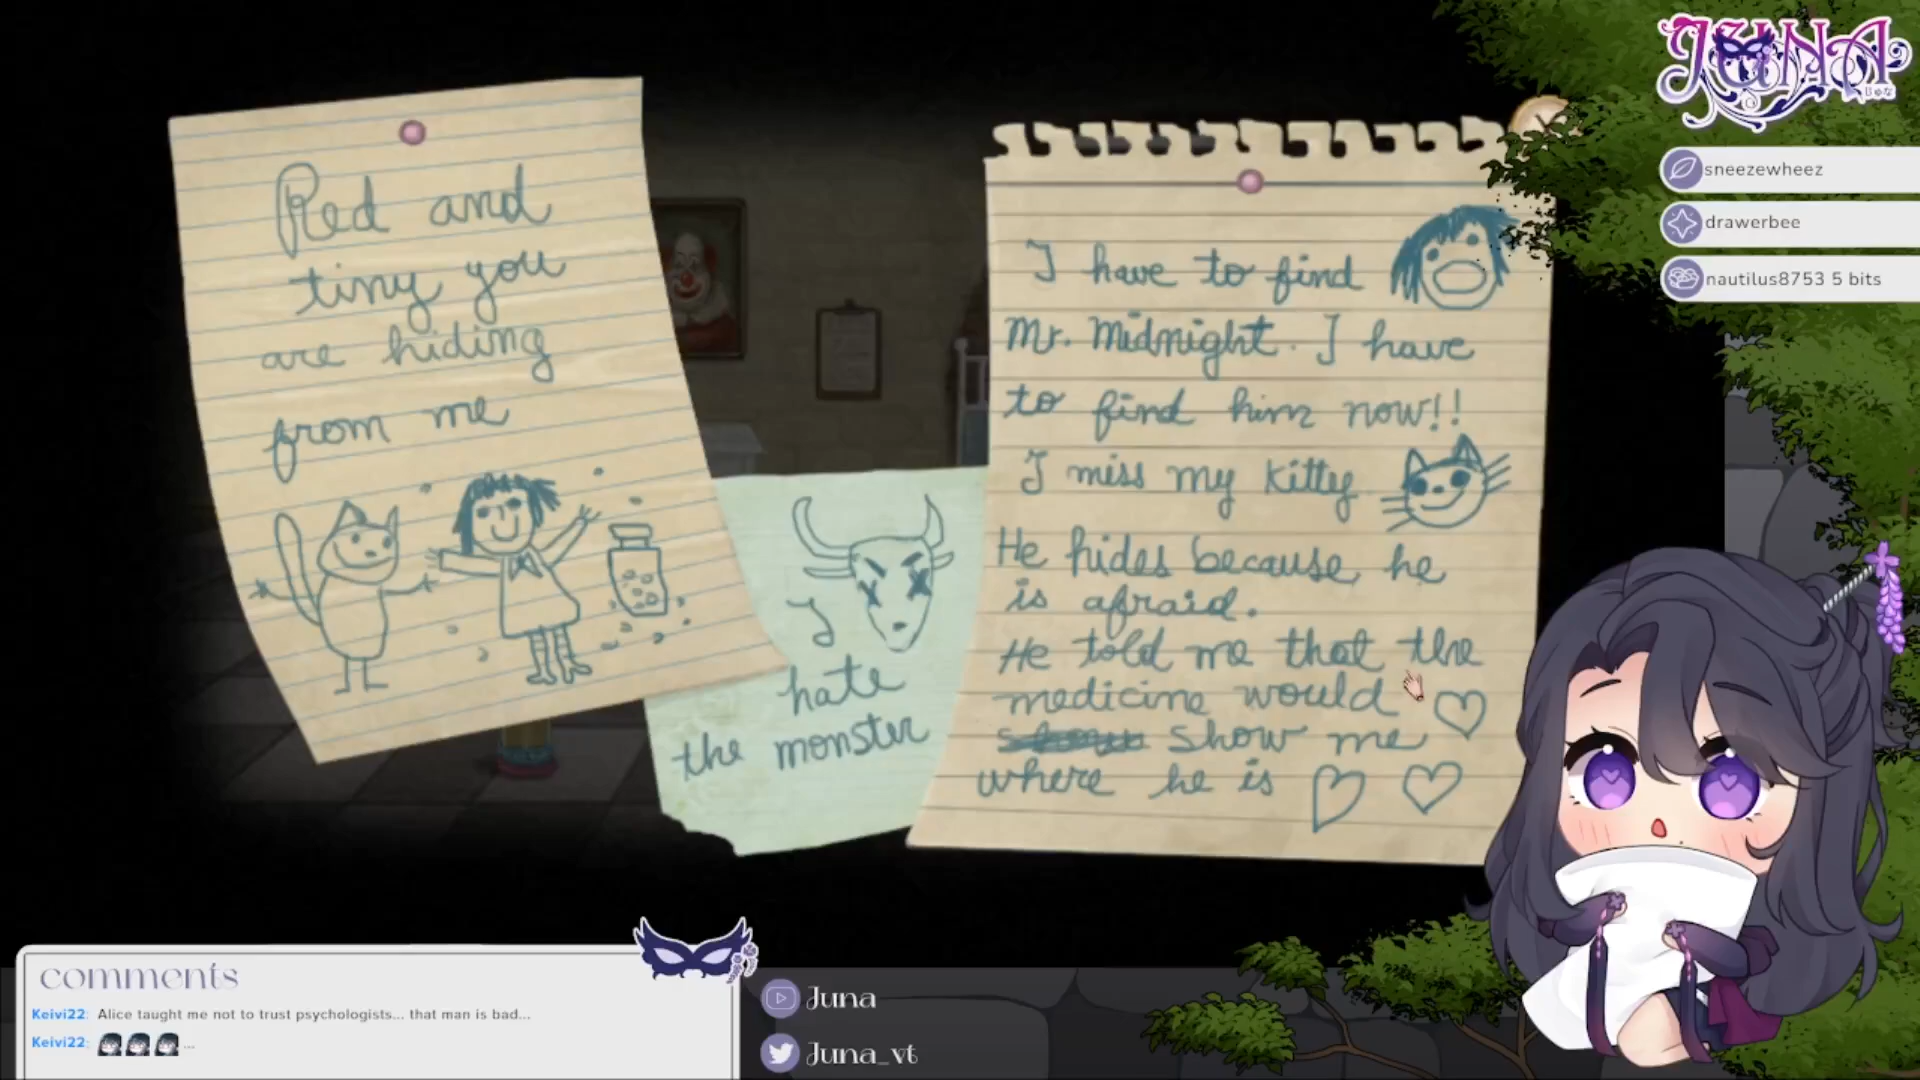 Red and
tiny you
are hiding
from me
I
hate
the monster
I have to find
Mr. Midnight. I have
to find him now!!
I miss my kitty
He hides because, he
is afraid.
He told me that the
medicine would
show me
where he is
JUNA
じゅな
sneezewheez
drawerbee
nautilus8753 5 bits
comments
Keivi22: Alice taught me not to trust psychologists... that man is bad...
Keivi22: ...
Juna
Juna_vt